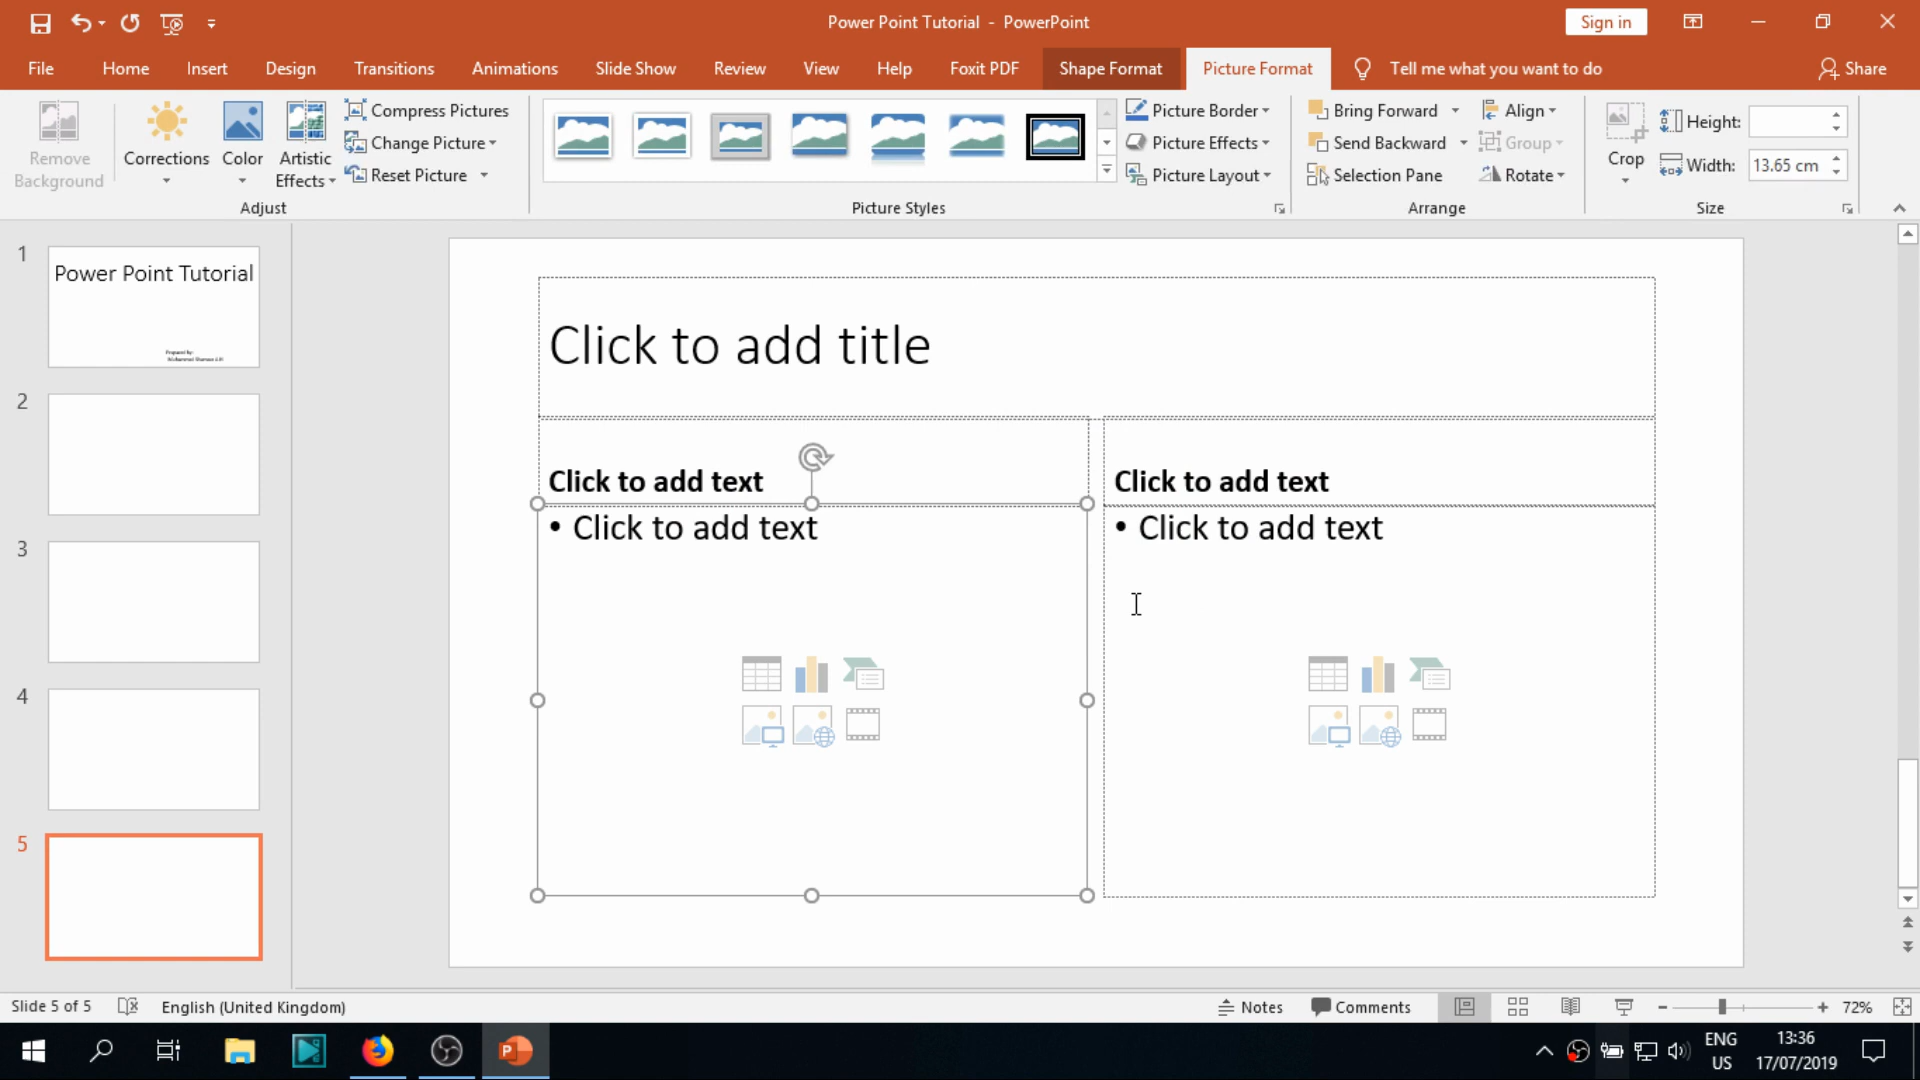 Power Point Tutorial - PowerPoint
Sign in
File
Home
Insert
Design
Transitions
Animations
Slide Show
Review
View
Help
Foxit PDF
Shape Format
Picture Format
Tell me what you want to do
Share
Remove
Background
Corrections
Color
Artistic
Effects
Compress Pictures
Change Picture
Reset Picture
Adjust
Picture Styles
Picture Border
Picture Effects
Picture Layout
Bring Forward
Send Backward
Selection Pane
Align
Group
Rotate
Arrange
Crop
Height:
Width:
13.65 cm
Size
1
Power Point Tutorial
Prepared by:
2
3
4
5
Click to add title
Click to add text
Click to add text
• Click to add text
• Click to add text
Slide 5 of 5
English (United Kingdom)
Notes
Comments
72%
ENG
US
13:36
17/07/2019